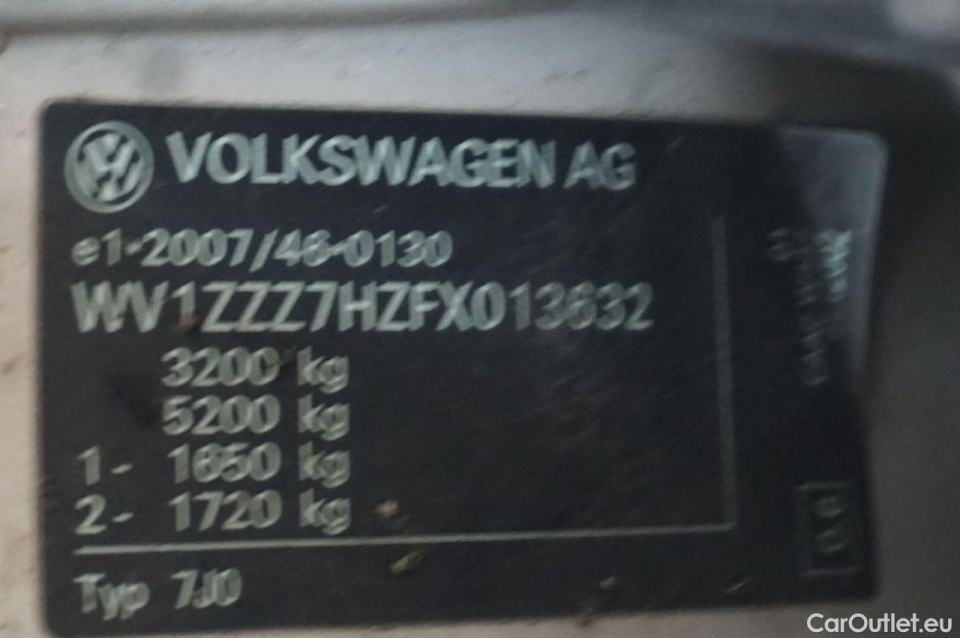 VOLKSWAGEN AG
e1-2007/46-0130
WV1ZZZ7HZFX013632
3200 kg
5200 kg
1- 1650 kg
2- 1720 kg
Typ 7J0
CarOutlet.eu